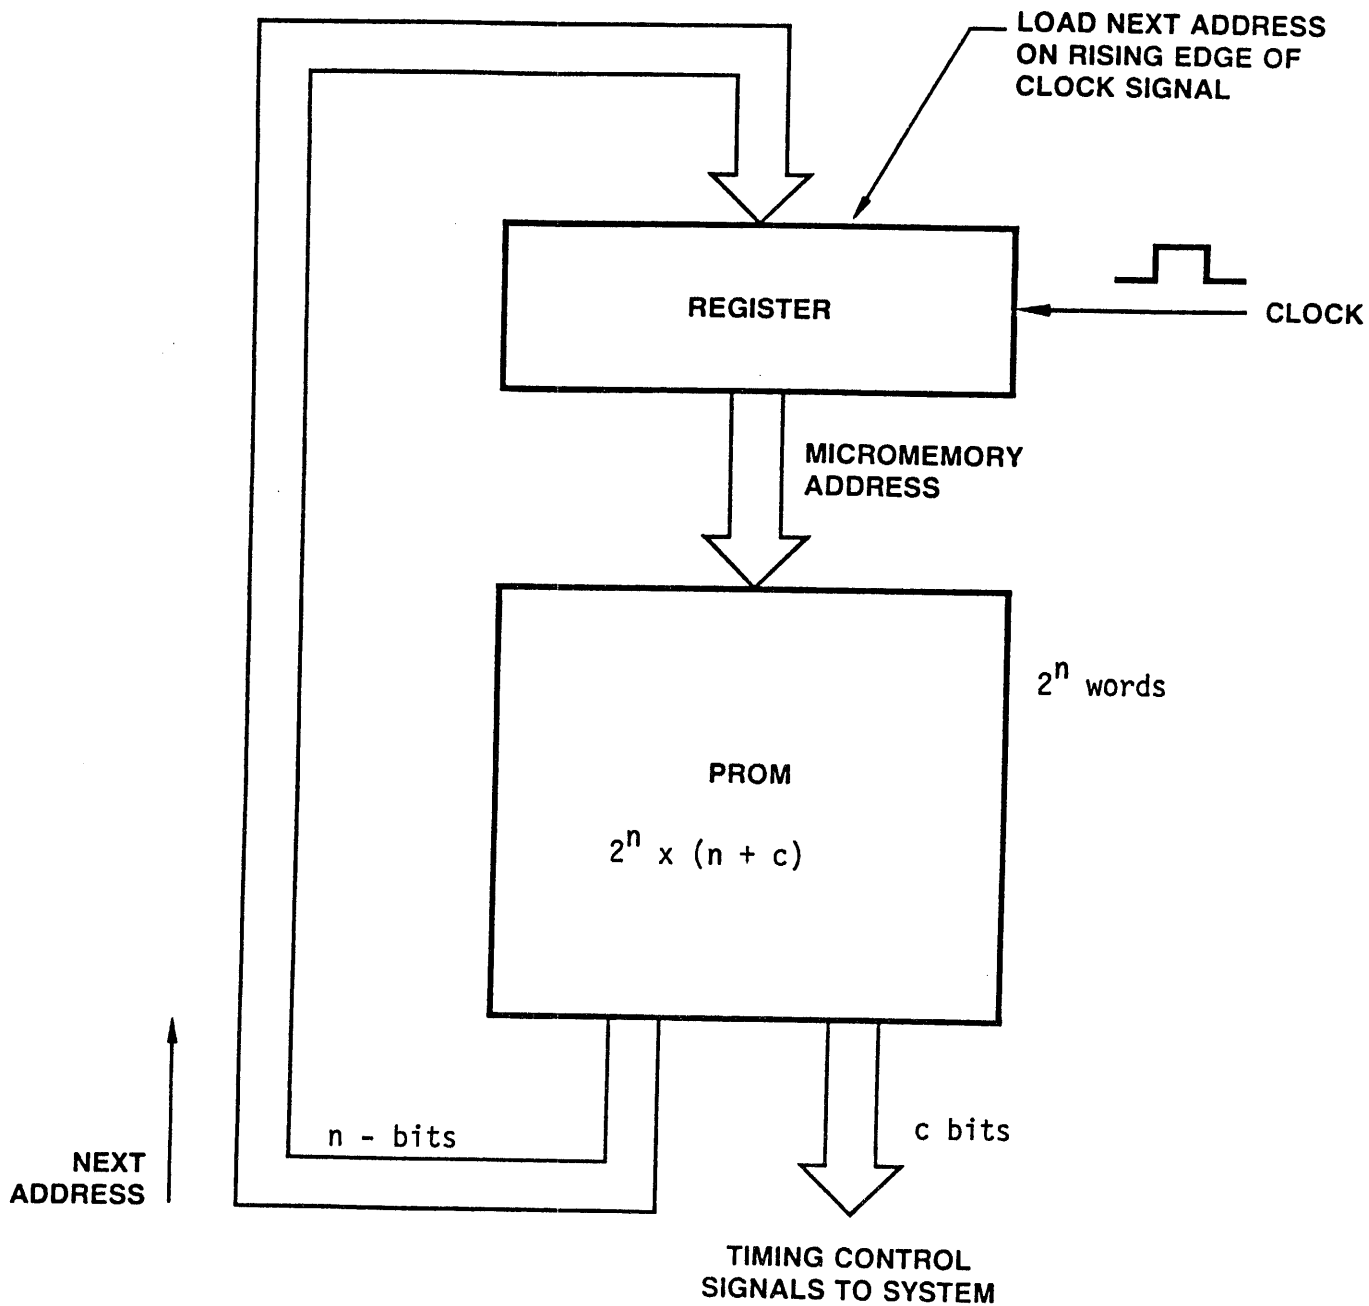 LOAD NEXT ADDRESS
ON RISING EDGE OF
CLOCK SIGNAL
REGISTER
CLOCK
MICROMEMORY
ADDRESS
2ⁿ words
PROM
2ⁿ x (n + c)
n - bits
c bits
NEXT
ADDRESS
TIMING CONTROL
SIGNALS TO SYSTEM